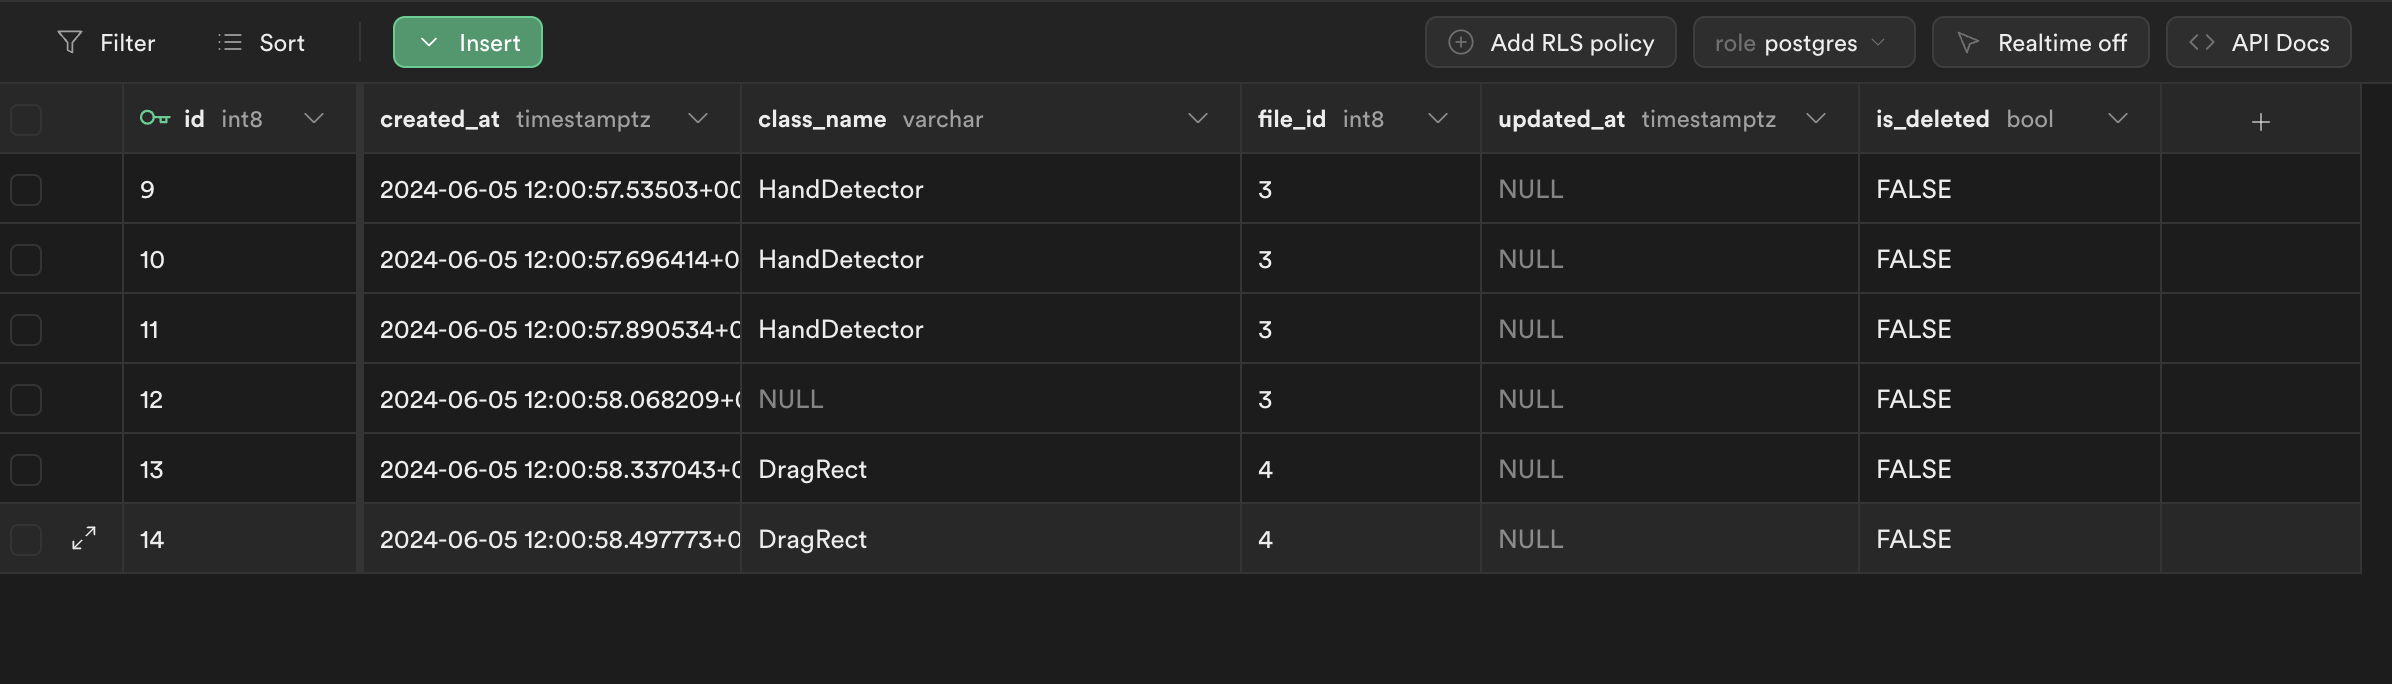 Filter Sort Insert Add RLS policy role postgres Realtime off API Docs
id int8 created_at timestamptz class_name varchar file_id int8 updated_at timestamptz is_deleted bool +
9 2024-06-05 12:00:57.53503+00 HandDetector 3 NULL FALSE
10 2024-06-05 12:00:57.696414+0 HandDetector 3 NULL FALSE
11 2024-06-05 12:00:57.890534+0 HandDetector 3 NULL FALSE
12 2024-06-05 12:00:58.068209+0 NULL 3 NULL FALSE
13 2024-06-05 12:00:58.337043+0 DragRect 4 NULL FALSE
14 2024-06-05 12:00:58.497773+0 DragRect 4 NULL FALSE